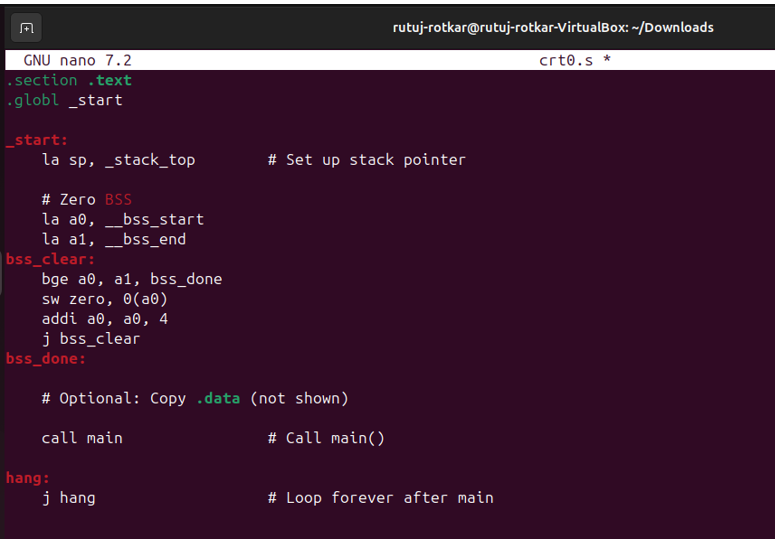 rutuj-rotkar@rutuj-rotkar-VirtualBox: ~/Downloads
GNU nano 7.2 crt0.s *
.section .text
.globl _start
_start:
la sp, _stack_top # Set up stack pointer
# Zero BSS
la a0, __bss_start
la a1, __bss_end
bss_clear:
bge a0, a1, bss_done
sw zero, 0(a0)
addi a0, a0, 4
j bss_clear
bss_done:
# Optional: Copy .data (not shown)
call main # Call main()
hang:
j hang # Loop forever after main